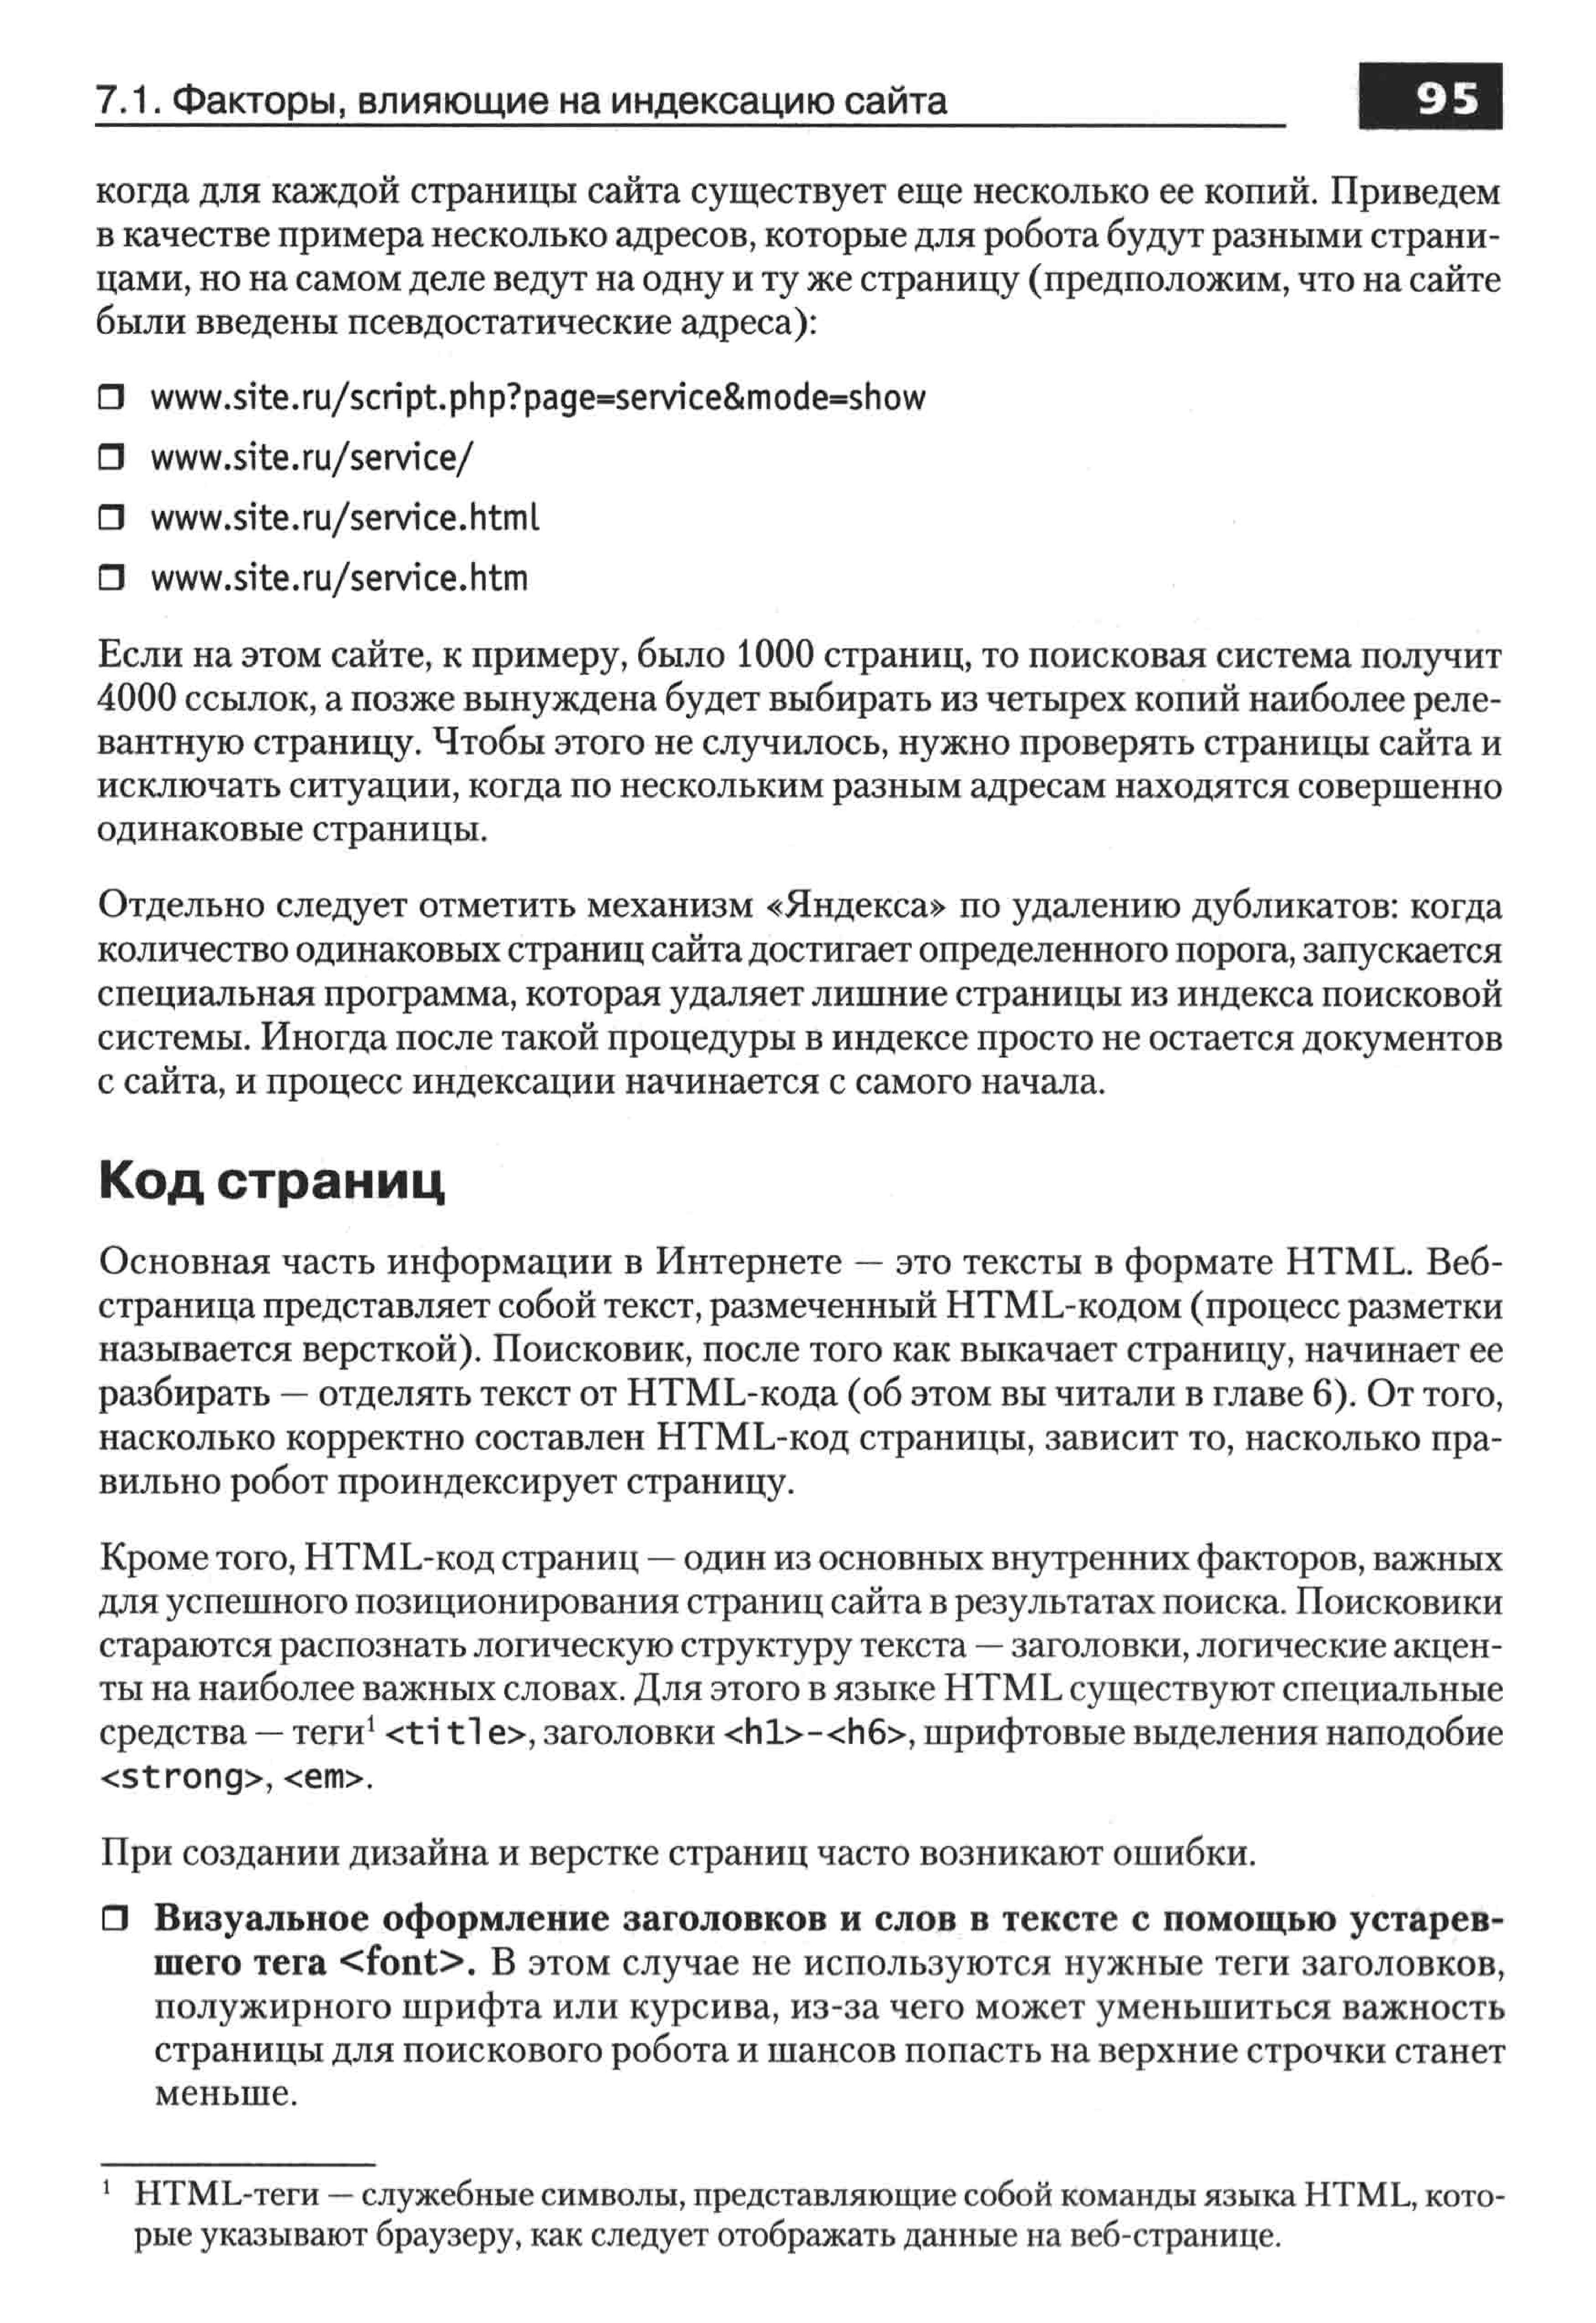 7.1. Факторы, влияющие на индексацию сайта 95
когда для каждой страницы сайта существует еще несколько ее копий. Приведем
в качестве примера несколько адресов, которые для робота будут разными страни-
цами, но на самом деле ведут на одну и ту же страницу (предположим, что на сайте
были введены псевдостатические адреса):
❒ www.site.ru/script.php?page=service&mode=show
❒ www.site.ru/service/
❒ www.site.ru/service.html
❒ www.site.ru/service.htm
Если на этом сайте, к примеру, было 1000 страниц, то поисковая система получит
4000 ссылок, а позже вынуждена будет выбирать из четырех копий наиболее реле-
вантную страницу. Чтобы этого не случилось, нужно проверять страницы сайта и
исключать ситуации, когда по нескольким разным адресам находятся совершенно
одинаковые страницы.
Отдельно следует отметить механизм «Яндекса» по удалению дубликатов: когда
количество одинаковых страниц сайта достигает определенного порога, запускается
специальная программа, которая удаляет лишние страницы из индекса поисковой
системы. Иногда после такой процедуры в индексе просто не остается документов
с сайта, и процесс индексации начинается с самого начала.
Код страниц
Основная часть информации в Интернете — это тексты в формате HTML. Веб-
страница представляет собой текст, размеченный HTML-кодом (процесс разметки
называется версткой). Поисковик, после того как выкачает страницу, начинает ее
разбирать — отделять текст от HTML-кода (об этом вы читали в главе 6). От того,
насколько корректно составлен HTML-код страницы, зависит то, насколько пра-
вильно робот проиндексирует страницу.
Кроме того, HTML-код страниц — один из основных внутренних факторов, важных
для успешного позиционирования страниц сайта в результатах поиска. Поисковики
стараются распознать логическую структуру текста — заголовки, логические акцен-
ты на наиболее важных словах. Для этого в языке HTML существуют специальные
средства — теги¹ <title>, заголовки <h1>-<h6>, шрифтовые выделения наподобие
<strong>, <em>.
При создании дизайна и верстке страниц часто возникают ошибки.
❒ Визуальное оформление заголовков и слов в тексте с помощью устарев-
шего тега <font>. В этом случае не используются нужные теги заголовков,
полужирного шрифта или курсива, из-за чего может уменьшиться важность
страницы для поискового робота и шансов попасть на верхние строчки станет
меньше.
¹ HTML-теги — служебные символы, представляющие собой команды языка HTML, кото-
рые указывают браузеру, как следует отображать данные на веб-странице.